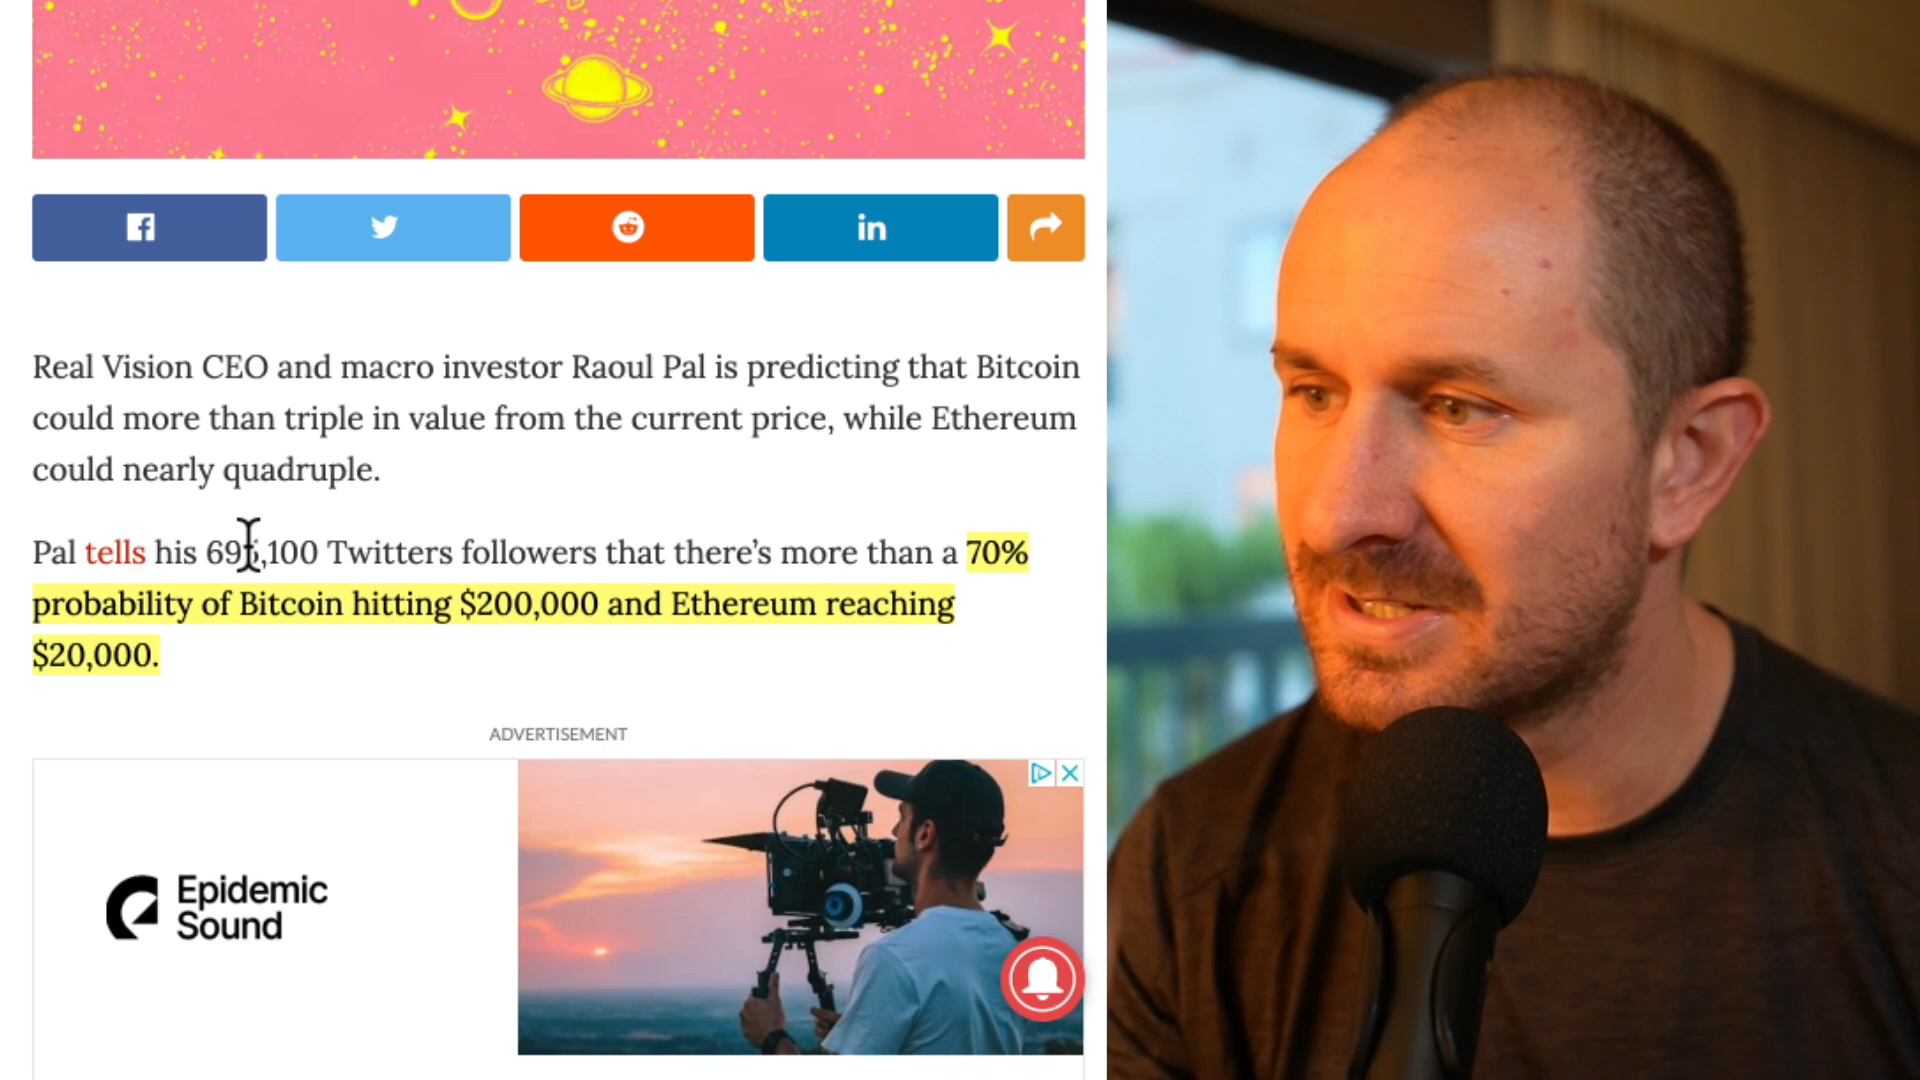 in
Real Vision CEO and macro investor Raoul Pal is predicting that Bitcoin
could more than triple in value from the current price, while Ethereum
could nearly quadruple.
Pal tells his 695,100 Twitters followers that there’s more than a 70%
probability of Bitcoin hitting $200,000 and Ethereum reaching
$20,000.
ADVERTISEMENT
Epidemic
Sound